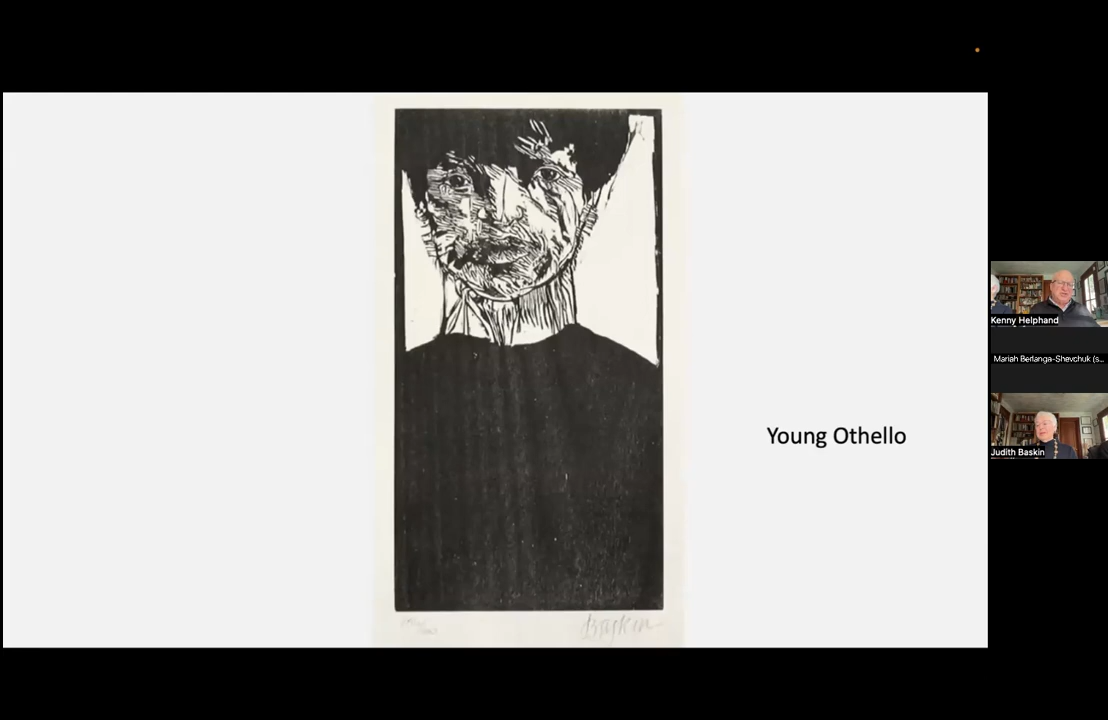 Young Othello
Baskin
Kenny Helphand
Mariah Berlanga-Shevchuk (s...
Judith Baskin